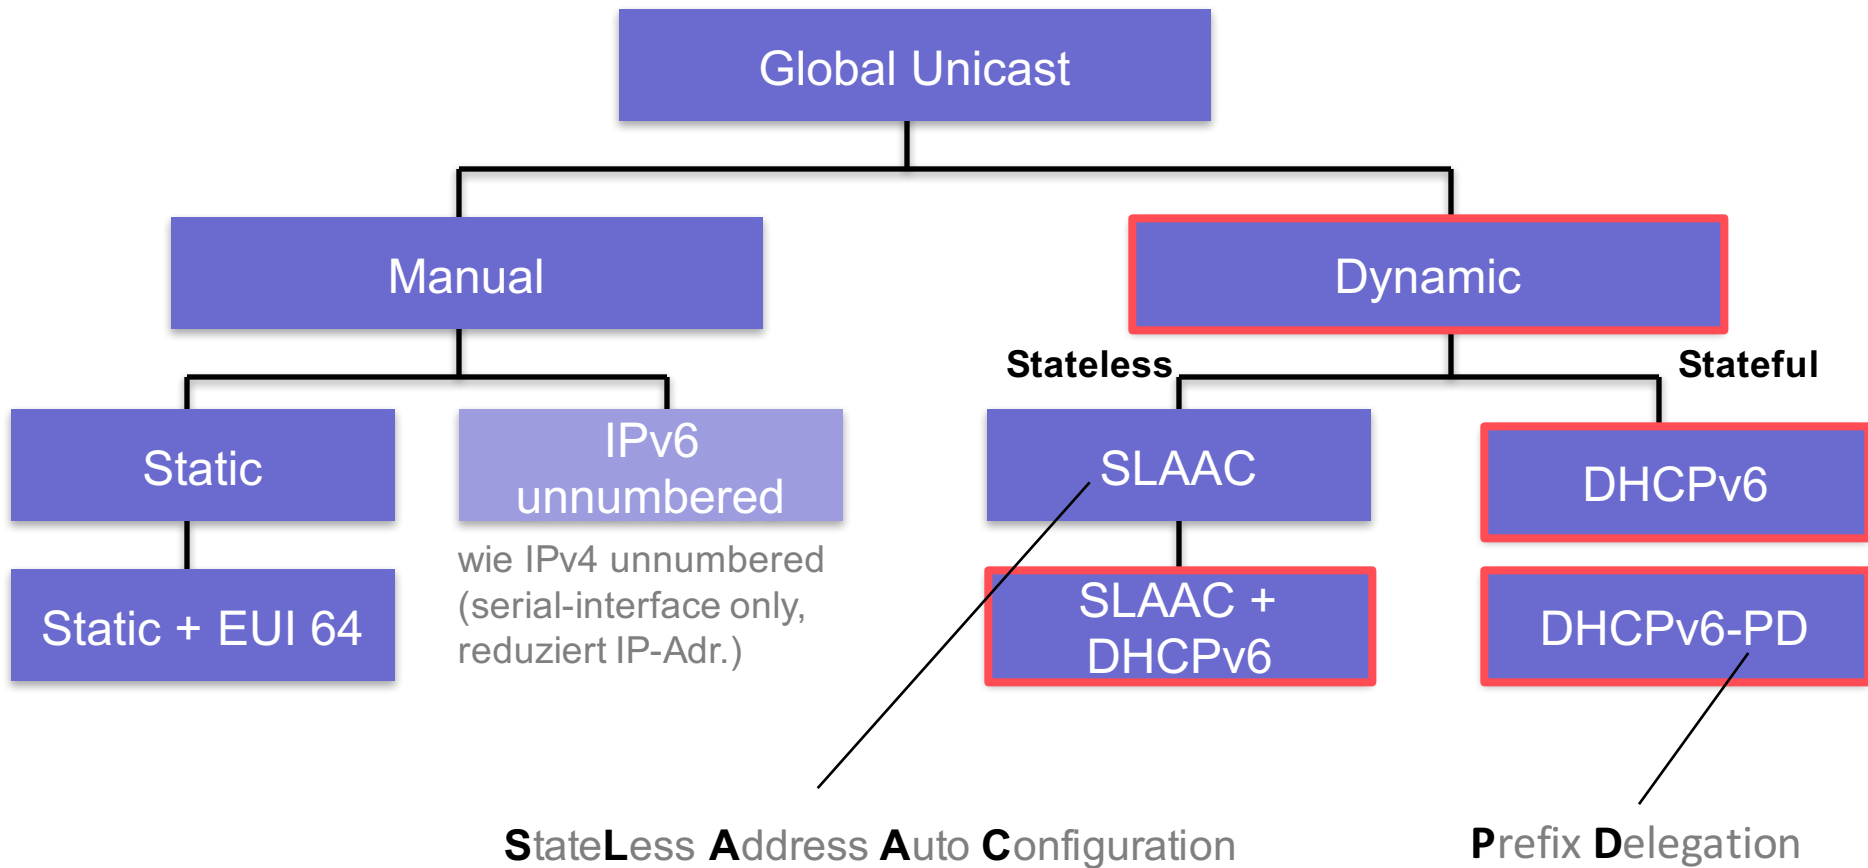 Global Unicast
Manual
Dynamic
Stateless
Stateful
Static
IPv6
unnumbered
SLAAC
DHCPv6
wie IPv4 unnumbered
(serial-interface only,
reduziert IP-Adr.)
Static + EUI 64
SLAAC +
DHCPv6
DHCPv6-PD
StateLess Address Auto Configuration
Prefix Delegation